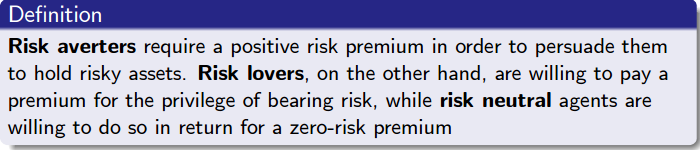 Definition
Risk averters require a positive risk premium in order to persuade them
to hold risky assets. Risk lovers, on the other hand, are willing to pay a
premium for the privilege of bearing risk, while risk neutral agents are
willing to do so in return for a zero-risk premium